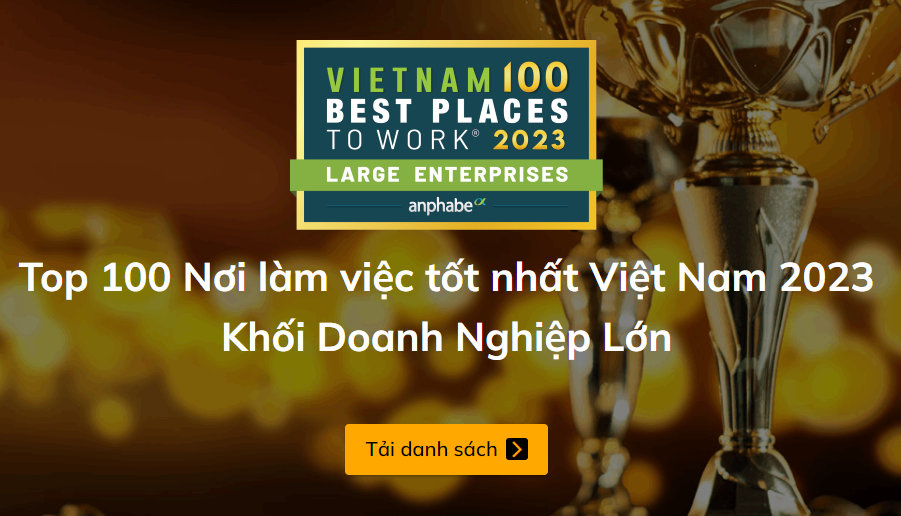 VIETNAM 100
BEST PLACES
TO WORK® 2023
LARGE ENTERPRISES
anphabe α
Top 100 Nơi làm việc tốt nhất Việt Nam 2023
Khối Doanh Nghiệp Lớn
Tải danh sách